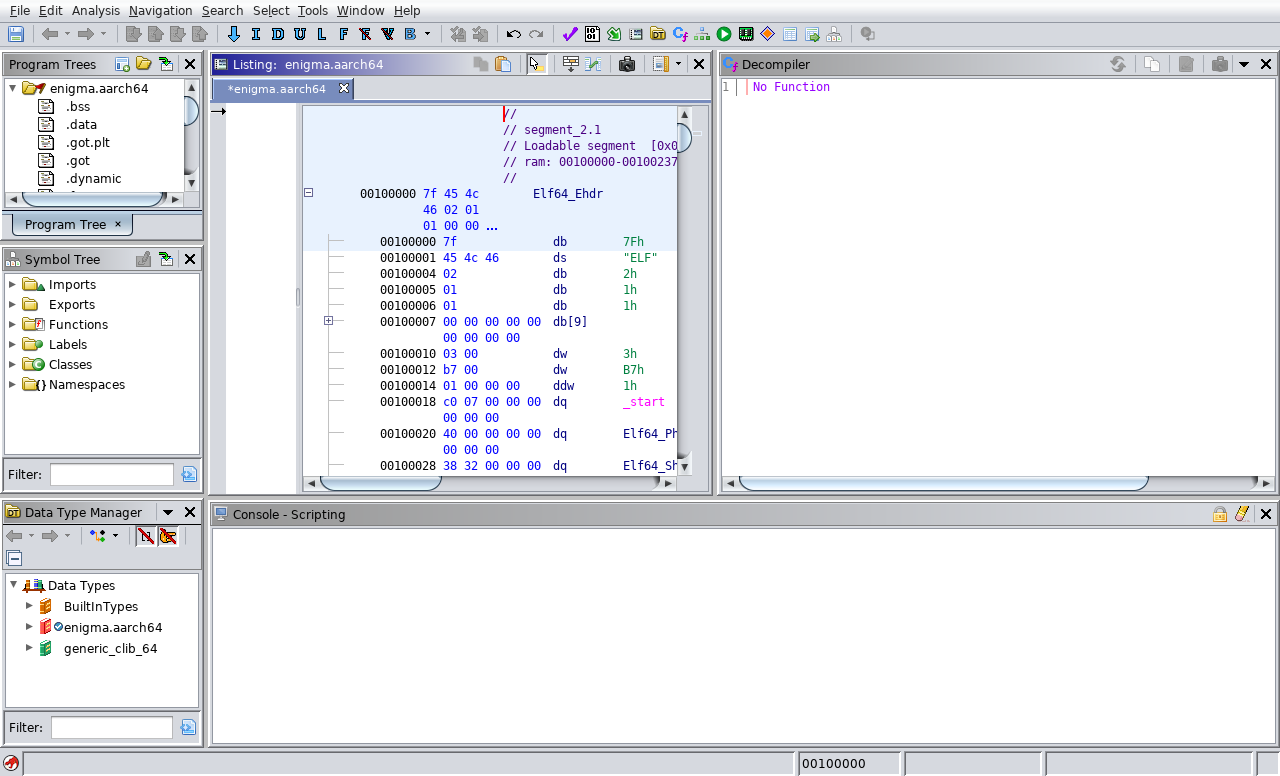 File Edit Analysis Navigation Search Select Tools Window Help
I D U L F R V B
Program Trees
enigma.aarch64
.bss
.data
.got.plt
.got
.dynamic
Program Tree ×
Symbol Tree
Imports
Exports
Functions
Labels
Classes
Namespaces
Filter:
Data Type Manager
Data Types
BuiltInTypes
enigma.aarch64
generic_clib_64
Filter:
Listing: enigma.aarch64
*enigma.aarch64
//
// segment_2.1
// Loadable segment [0x0
// ram: 00100000-00100237
//
00100000 7f 45 4c Elf64_Ehdr
46 02 01
01 00 00 ...
00100000 7f db 7Fh
00100001 45 4c 46 ds "ELF"
00100004 02 db 2h
00100005 01 db 1h
00100006 01 db 1h
00100007 00 00 00 00 00 db[9]
00 00 00 00
00100010 03 00 dw 3h
00100012 b7 00 dw B7h
00100014 01 00 00 00 ddw 1h
00100018 c0 07 00 00 00 dq _start
00 00 00
00100020 40 00 00 00 00 dq Elf64_Ph
00 00 00
00100028 38 32 00 00 00 dq Elf64_Sh
Decompiler
1 No Function
Console - Scripting
00100000